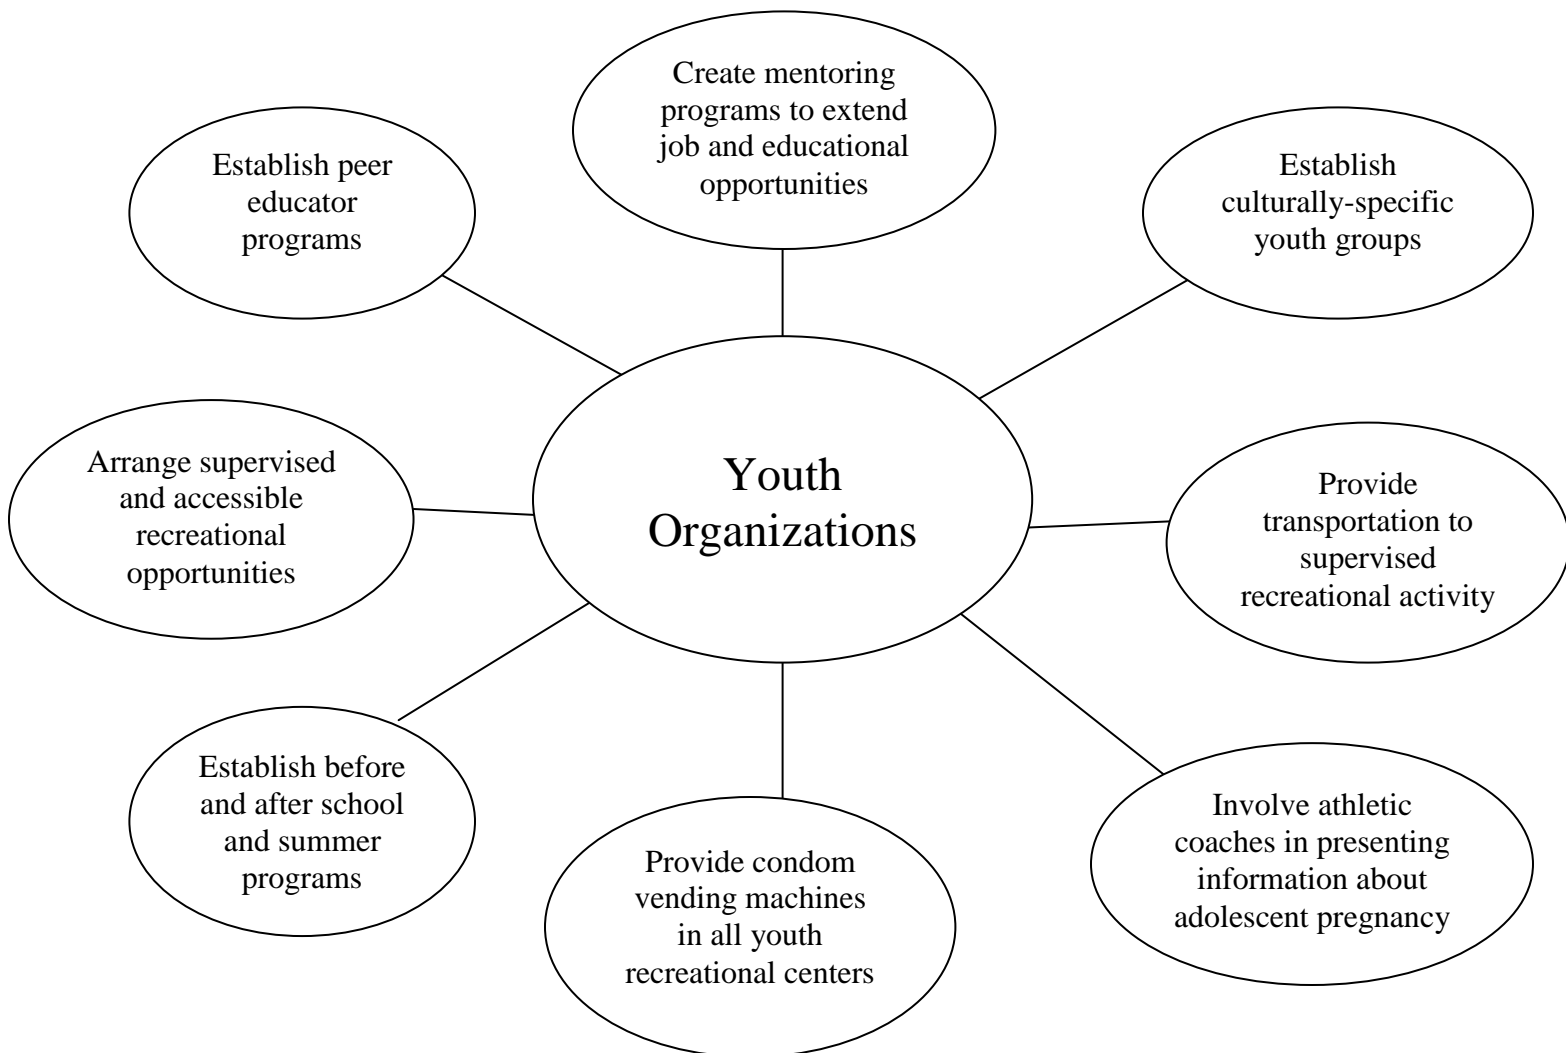 Create mentoring
programs to extend
job and educational
opportunities
Establish peer
educator
programs
Establish
culturally-specific
youth groups
Arrange supervised
and accessible
recreational
opportunities
Youth
Organizations
Provide
transportation to
supervised
recreational activity
Establish before
and after school
and summer
programs
Provide condom
vending machines
in all youth
recreational centers
Involve athletic
coaches in presenting
information about
adolescent pregnancy